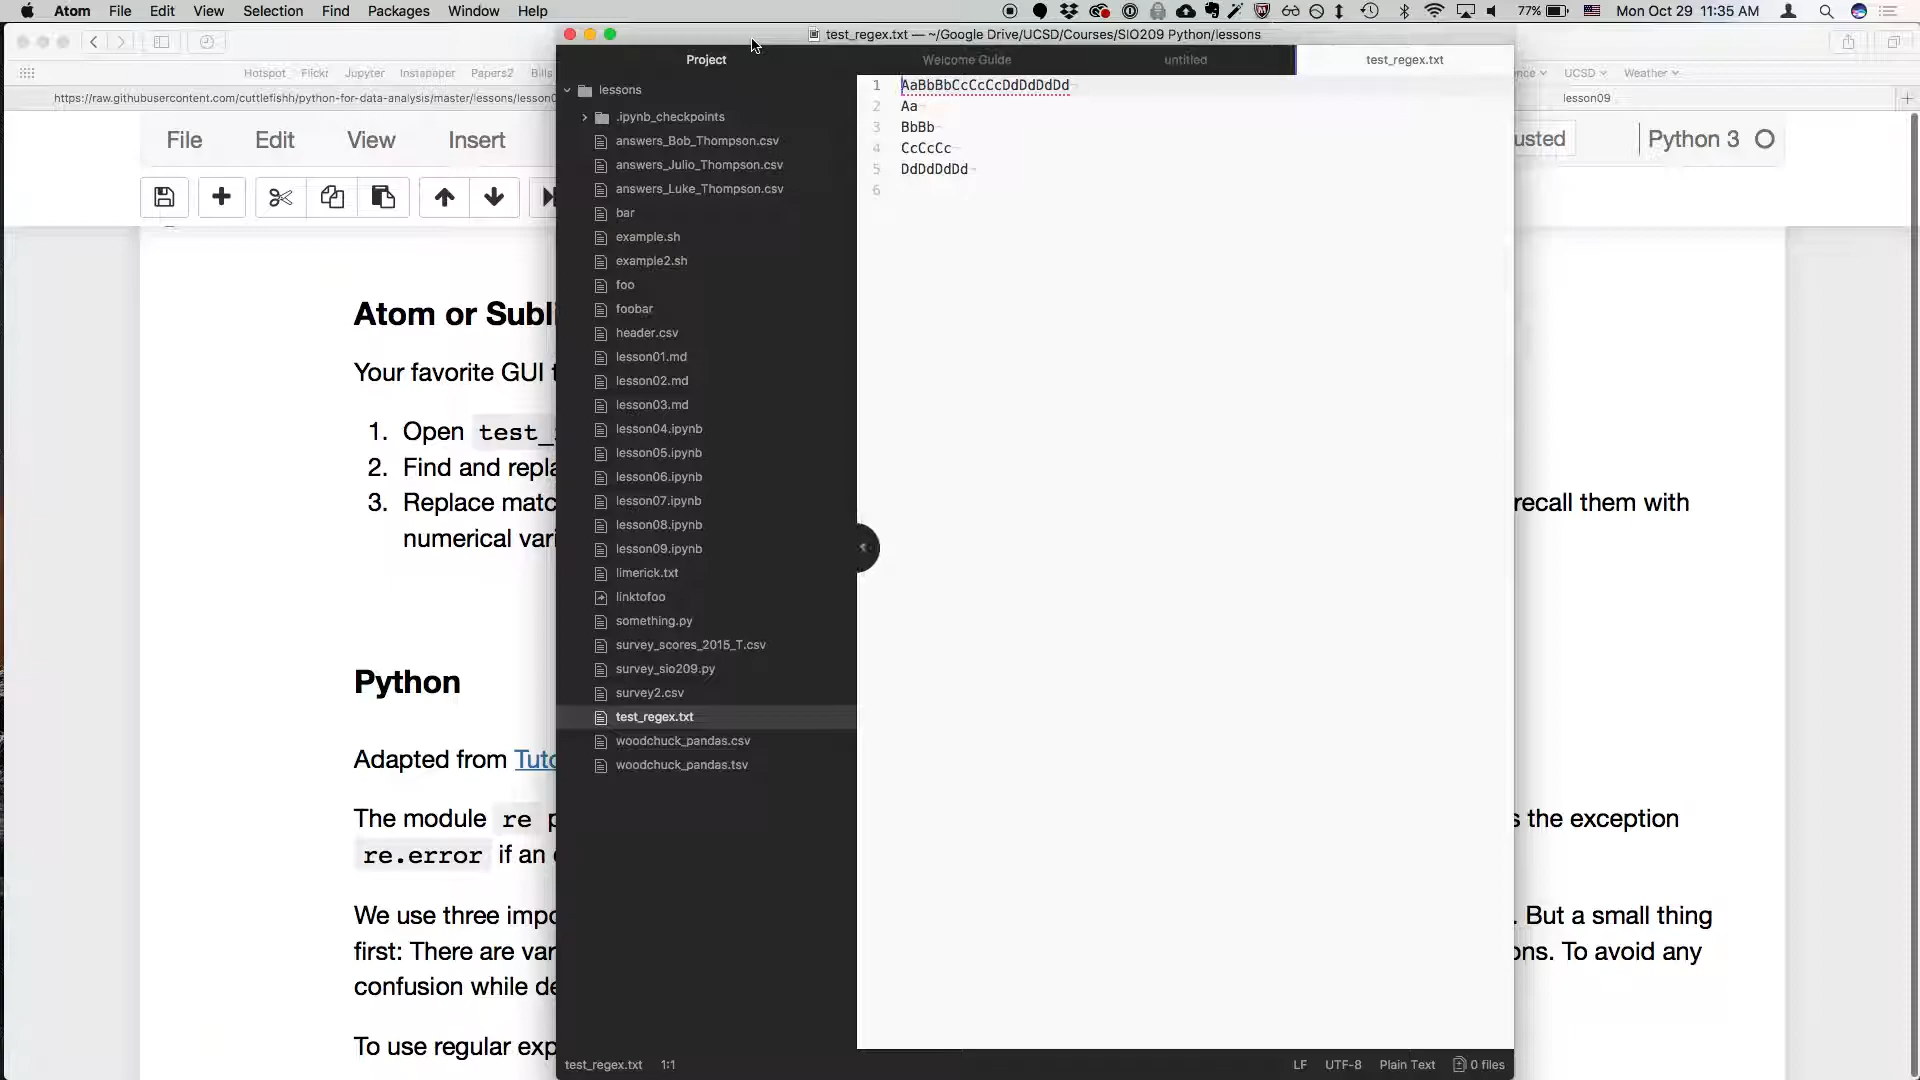 Atom File Edit View Selection Find Packages Window Help 77% Mon Oct 29 11:35 AM
test_regex.txt — ~/Google Drive/UCSD/Courses/SIO209 Python/lessons
Hotspot Flickr Jupyter Instapaper Papers2 Bills
nce UCSD Weather
https://raw.githubusercontent.com/cuttlefishh/python-for-data-analysis/master/lessons/lesson0
lesson09
File Edit View Insert
usted Python 3
Project
Welcome Guide untitled test_regex.txt
lessons
.ipynb_checkpoints
answers_Bob_Thompson.csv
answers_Julio_Thompson.csv
answers_Luke_Thompson.csv
bar
example.sh
example2.sh
foo
foobar
header.csv
lesson01.md
lesson02.md
lesson03.md
lesson04.ipynb
lesson05.ipynb
lesson06.ipynb
lesson07.ipynb
lesson08.ipynb
lesson09.ipynb
limerick.txt
linktofoo
something.py
survey_scores_2015_T.csv
survey_sio209.py
survey2.csv
test_regex.txt
woodchuck_pandas.csv
woodchuck_pandas.tsv
1 AaBbBbCcCcCcDdDdDdDd
2 Aa
3 BbBb
4 CcCcCc
5 DdDdDdDd
6
Atom or Subli
Your favorite GUI t
1. Open test_
2. Find and repla
3. Replace matc
recall them with
numerical vari
Python
Adapted from Tuto
The module re p
s the exception
re.error if an e
We use three impo
. But a small thing
first: There are var
ons. To avoid any
confusion while de
To use regular exp
test_regex.txt 1:1 LF UTF-8 Plain Text 0 files